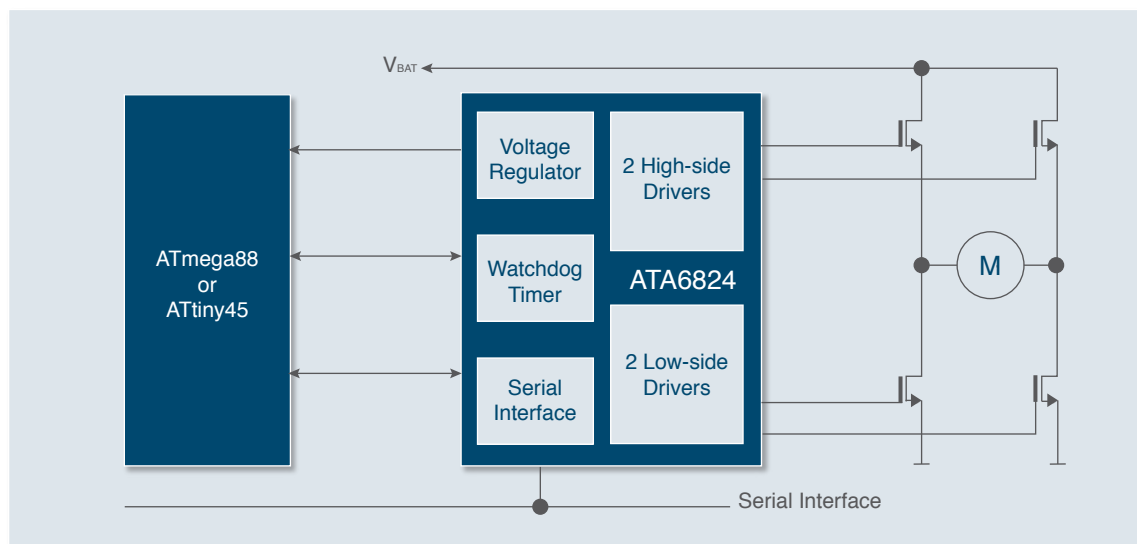 VBAT
Voltage
Regulator
2 High-side
Drivers
ATmega88
or
ATtiny45
Watchdog
Timer
ATA6824
M
Serial
Interface
2 Low-side
Drivers
Serial Interface